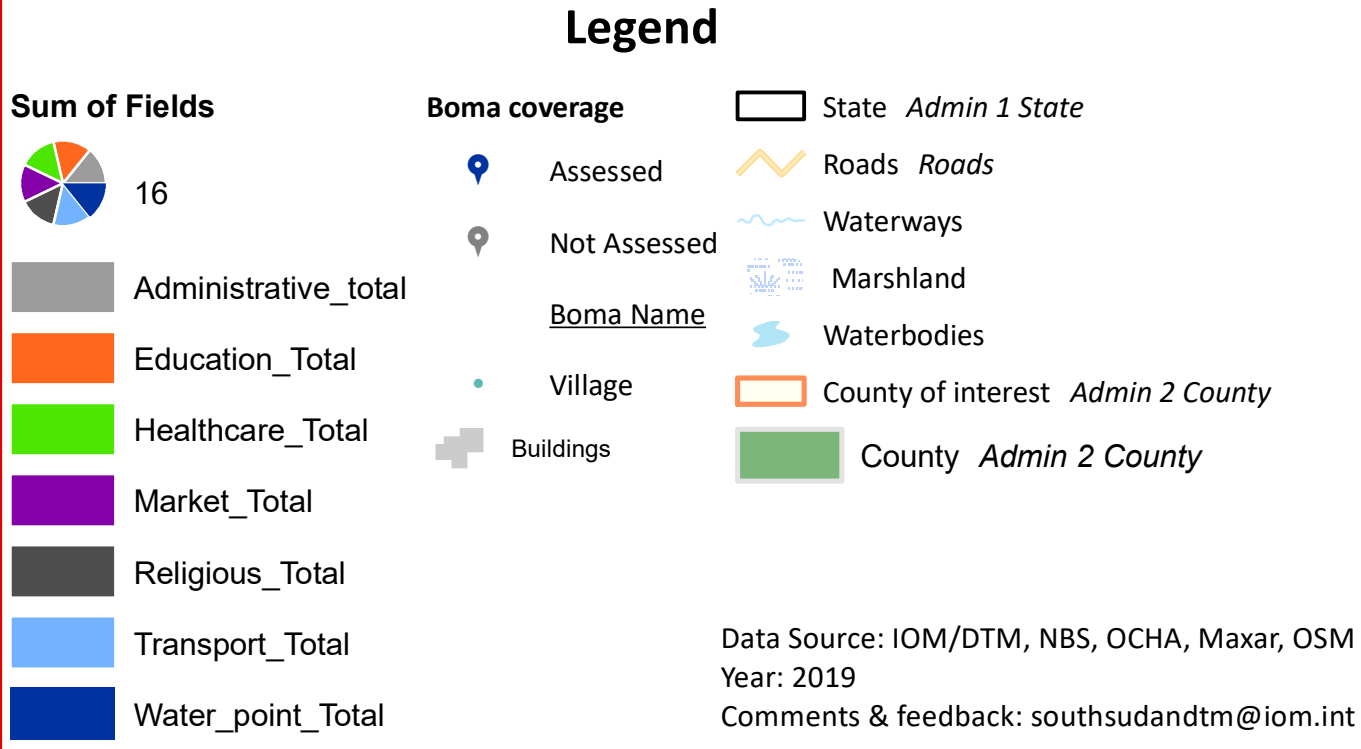 Legend
Sum of Fields
16
Administrative_total
Education_Total
Healthcare_Total
Market_Total
Religious_Total
Transport_Total
Water_point_Total
Boma coverage
Assessed
Not Assessed
Boma Name
Village
Buildings
State Admin 1 State
Roads Roads
Waterways
Marshland
Waterbodies
County of interest Admin 2 County
County Admin 2 County
Data Source: IOM/DTM, NBS, OCHA, Maxar, OSM
Year: 2019
Comments & feedback: southsudandtm@iom.int